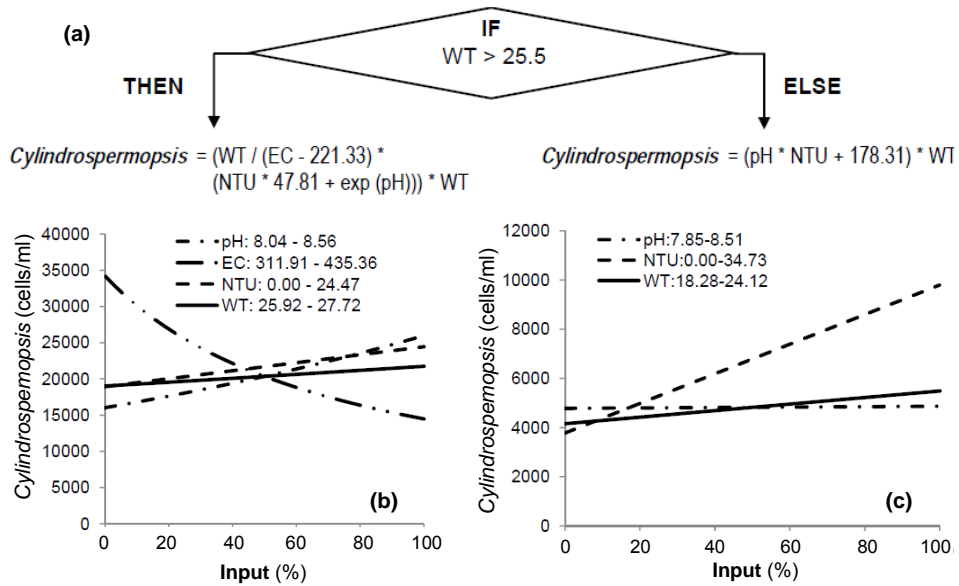 (a)
IF
WT > 25.5
THEN
ELSE
Cylindrospermopsis = (WT / (EC - 221.33) *
(NTU * 47.81 + exp (pH))) * WT
Cylindrospermopsis = (pH * NTU + 178.31) * WT
Cylindrospemopsis (cells/ml)
40000
35000
30000
25000
20000
15000
10000
5000
0
pH: 8.04 - 8.56
EC: 311.91 - 435.36
NTU: 0.00 - 24.47
WT: 25.92 - 27.72
(b)
0 20 40 60 80 100
Input (%)
Cylindrospemopsis (cells/ml)
12000
10000
8000
6000
4000
2000
0
pH:7.85-8.51
NTU:0.00-34.73
WT:18.28-24.12
(c)
0 20 40 60 80 100
Input (%)